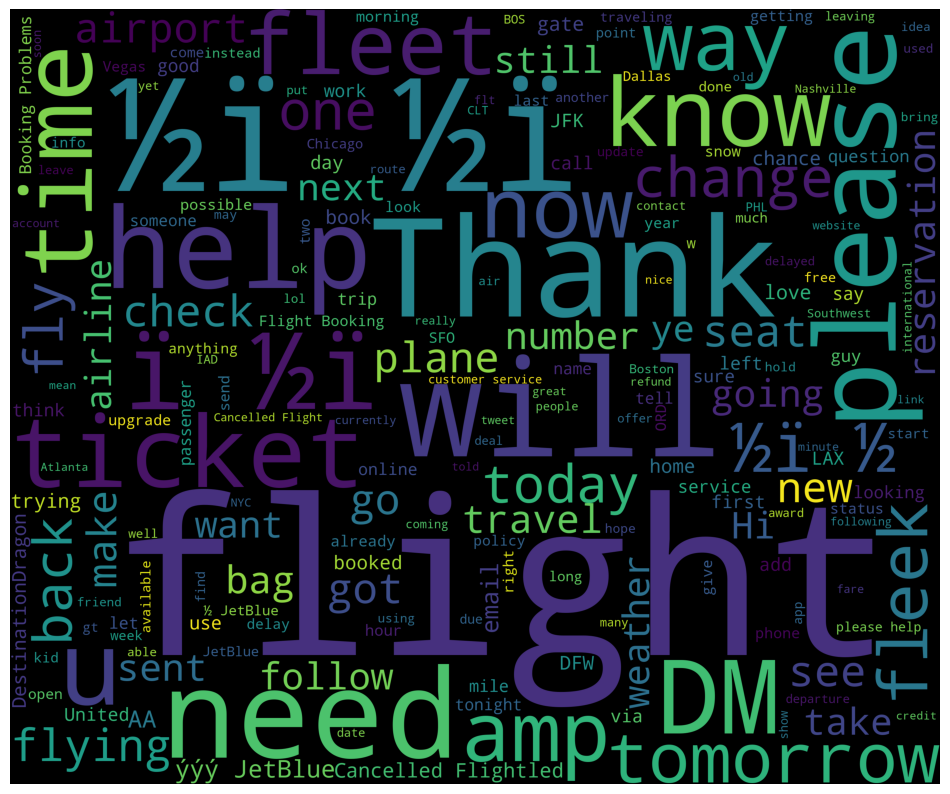 airport
fleet
morning
BOS
gate
traveling
point
way
getting
leaving
idea
used
please
Booking Problems
soon
time
Vegas
come
instead
good
still
Dallas
done
old
Nashville
know
yet
½ï
½ï
put
work
one
flt
last
another
CLT
JFK
bring
info
leave
Chicago
day
next
route
call
update
snow
chance
question
change
reservation
account
someone
possible
may
book
two
look
now
contact
year
PHL
much
website
help
Thank
W
ok
air
nice
delayed
free
say
love
Southwest
international
fly
airline
check
lol
trip
Flight Booking
really
SFO
number
ye
seat
guy
left
hold
link
mean
anything
IAD
plane
customer service
name
great
people
Boston
refund
tell
sure
going
ï ½ï
will
think
upgrade
send
passenger
Cancelled Flight
currently
tweet
deal
offer
ORD
minute
start
ticket
Atlanta
told
online
home
½ï ½
LAX
trying
NYC
today
service
new
looking
first
status
award
following
back
make
want
go
travel
Hi
fleek
well
coming
hope
already
policy
email
right
flight
DestinationDragon
friend
gt
let
week
available
find
bag
booked
got
long
weather
give
add
phone
app
fare
please help
kid
able
use
½ JetBlue
delay
hour
using
due
many
open
u
sent
JetBlue
follow
DFW
see
departure
United
AA
need
mile
tonight
amp
via
DM
show
take
credit
flying
date
tomorrow
ýýý
JetBlue
Cancelled Flightled